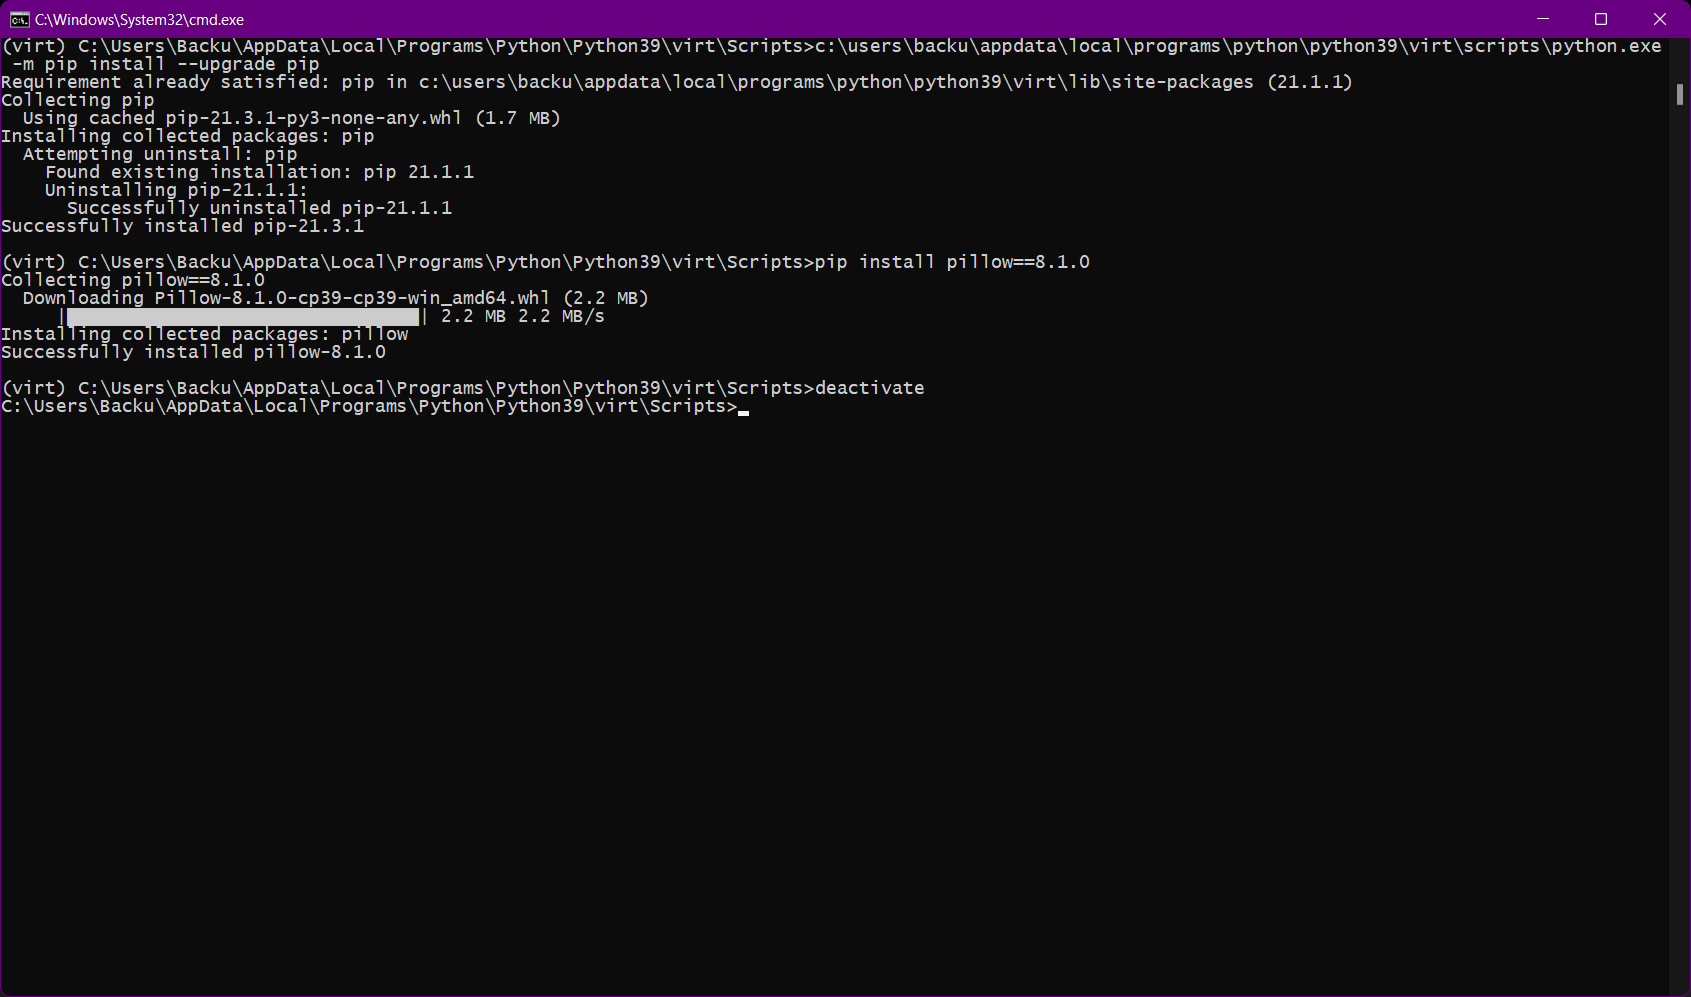 C:\Windows\System32\cmd.exe
(virt) C:\Users\Backu\AppData\Local\Programs\Python\Python39\virt\Scripts>c:\users\backu\appdata\local\programs\python\python39\virt\scripts\python.exe
 -m pip install --upgrade pip
Requirement already satisfied: pip in c:\users\backu\appdata\local\programs\python\python39\virt\lib\site-packages (21.1.1)
Collecting pip
  Using cached pip-21.3.1-py3-none-any.whl (1.7 MB)
Installing collected packages: pip
  Attempting uninstall: pip
    Found existing installation: pip 21.1.1
    Uninstalling pip-21.1.1:
      Successfully uninstalled pip-21.1.1
Successfully installed pip-21.3.1
(virt) C:\Users\Backu\AppData\Local\Programs\Python\Python39\virt\Scripts>pip install pillow==8.1.0
Collecting pillow==8.1.0
  Downloading Pillow-8.1.0-cp39-cp39-win_amd64.whl (2.2 MB)
     |████████████████████████████████| 2.2 MB 2.2 MB/s
Installing collected packages: pillow
Successfully installed pillow-8.1.0
(virt) C:\Users\Backu\AppData\Local\Programs\Python\Python39\virt\Scripts>deactivate
C:\Users\Backu\AppData\Local\Programs\Python\Python39\virt\Scripts>